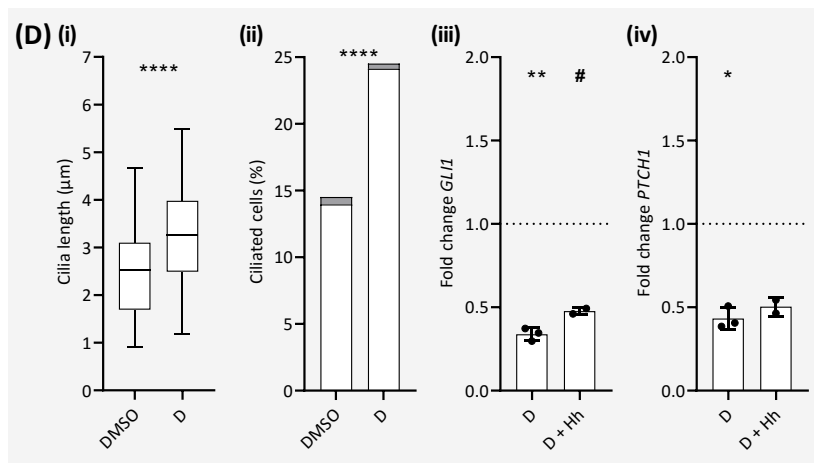 (D) (i)
Cilia length (μm)
7
6
5
4
3
2
1
0
****
DMSO
D
(ii)
Ciliated cells (%)
25
20
15
10
5
0
****
DMSO
D
(iii)
Fold change GLI1
2.0
1.5
1.0
0.5
0.0
**
#
D
D + Hh
(iv)
Fold change PTCH1
2.0
1.5
1.0
0.5
0.0
*
D
D + Hh